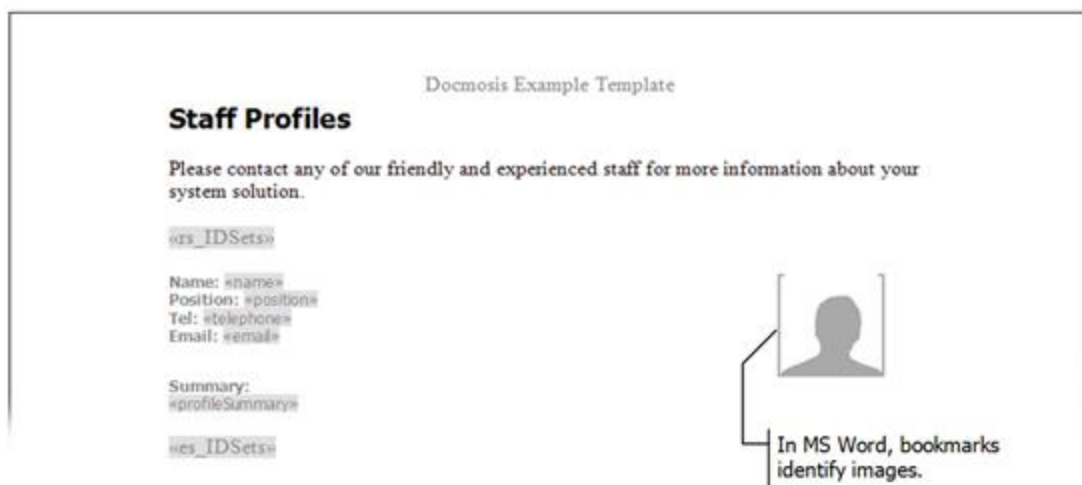 Docmosis Example Template
Staff Profiles
Please contact any of our friendly and experienced staff for more information about your
system solution.
«rs_IDSets»
Name: «name»
Position: «position»
Tel: «telephone»
Email: «email»
Summary:
«profileSummary»
«es_IDSets»
In MS Word, bookmarks
identify images.